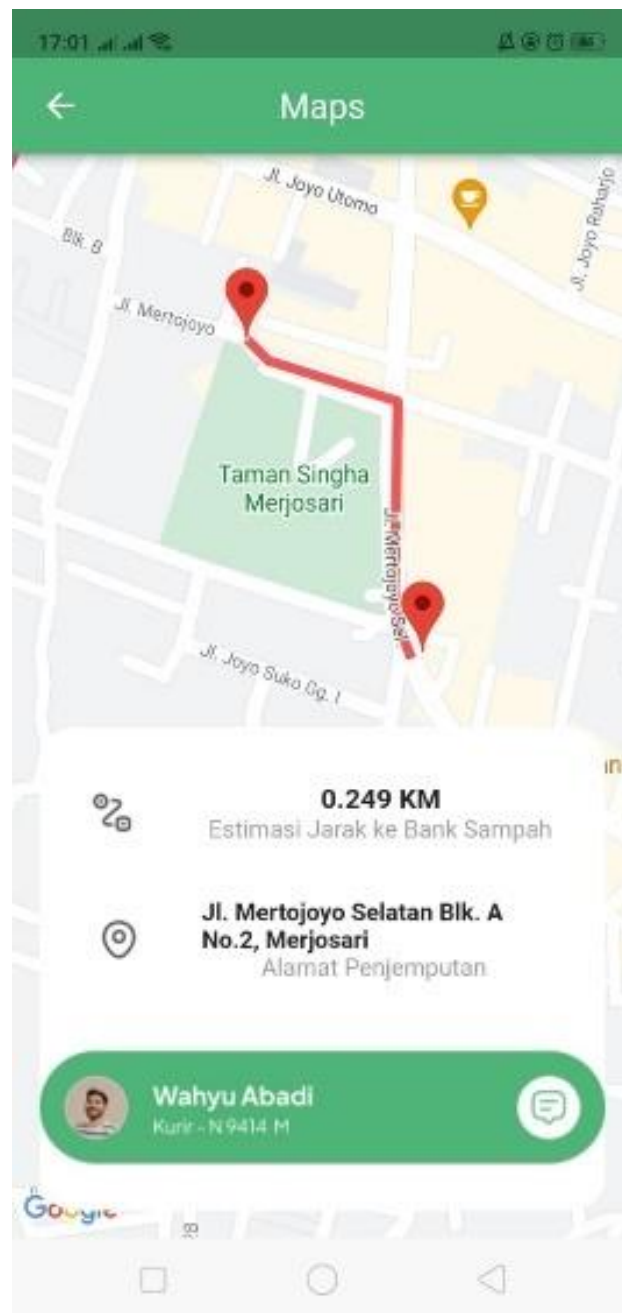 17:01
Maps
Jl. Joyo Utomo
Jl. Joyo Raharjo
Blk. B
Jl. Mertojoyo
Taman Singha
Merjosari
Jl. Mertojoyo Sel
Jl. Joyo Suko Gg. 1
0.249 KM
Estimasi Jarak ke Bank Sampah
Jl. Mertojoyo Selatan Blk. A
No.2, Merjosari
Alamat Penjemputan
Wahyu Abadi
Kurir - N 9414 M
Google